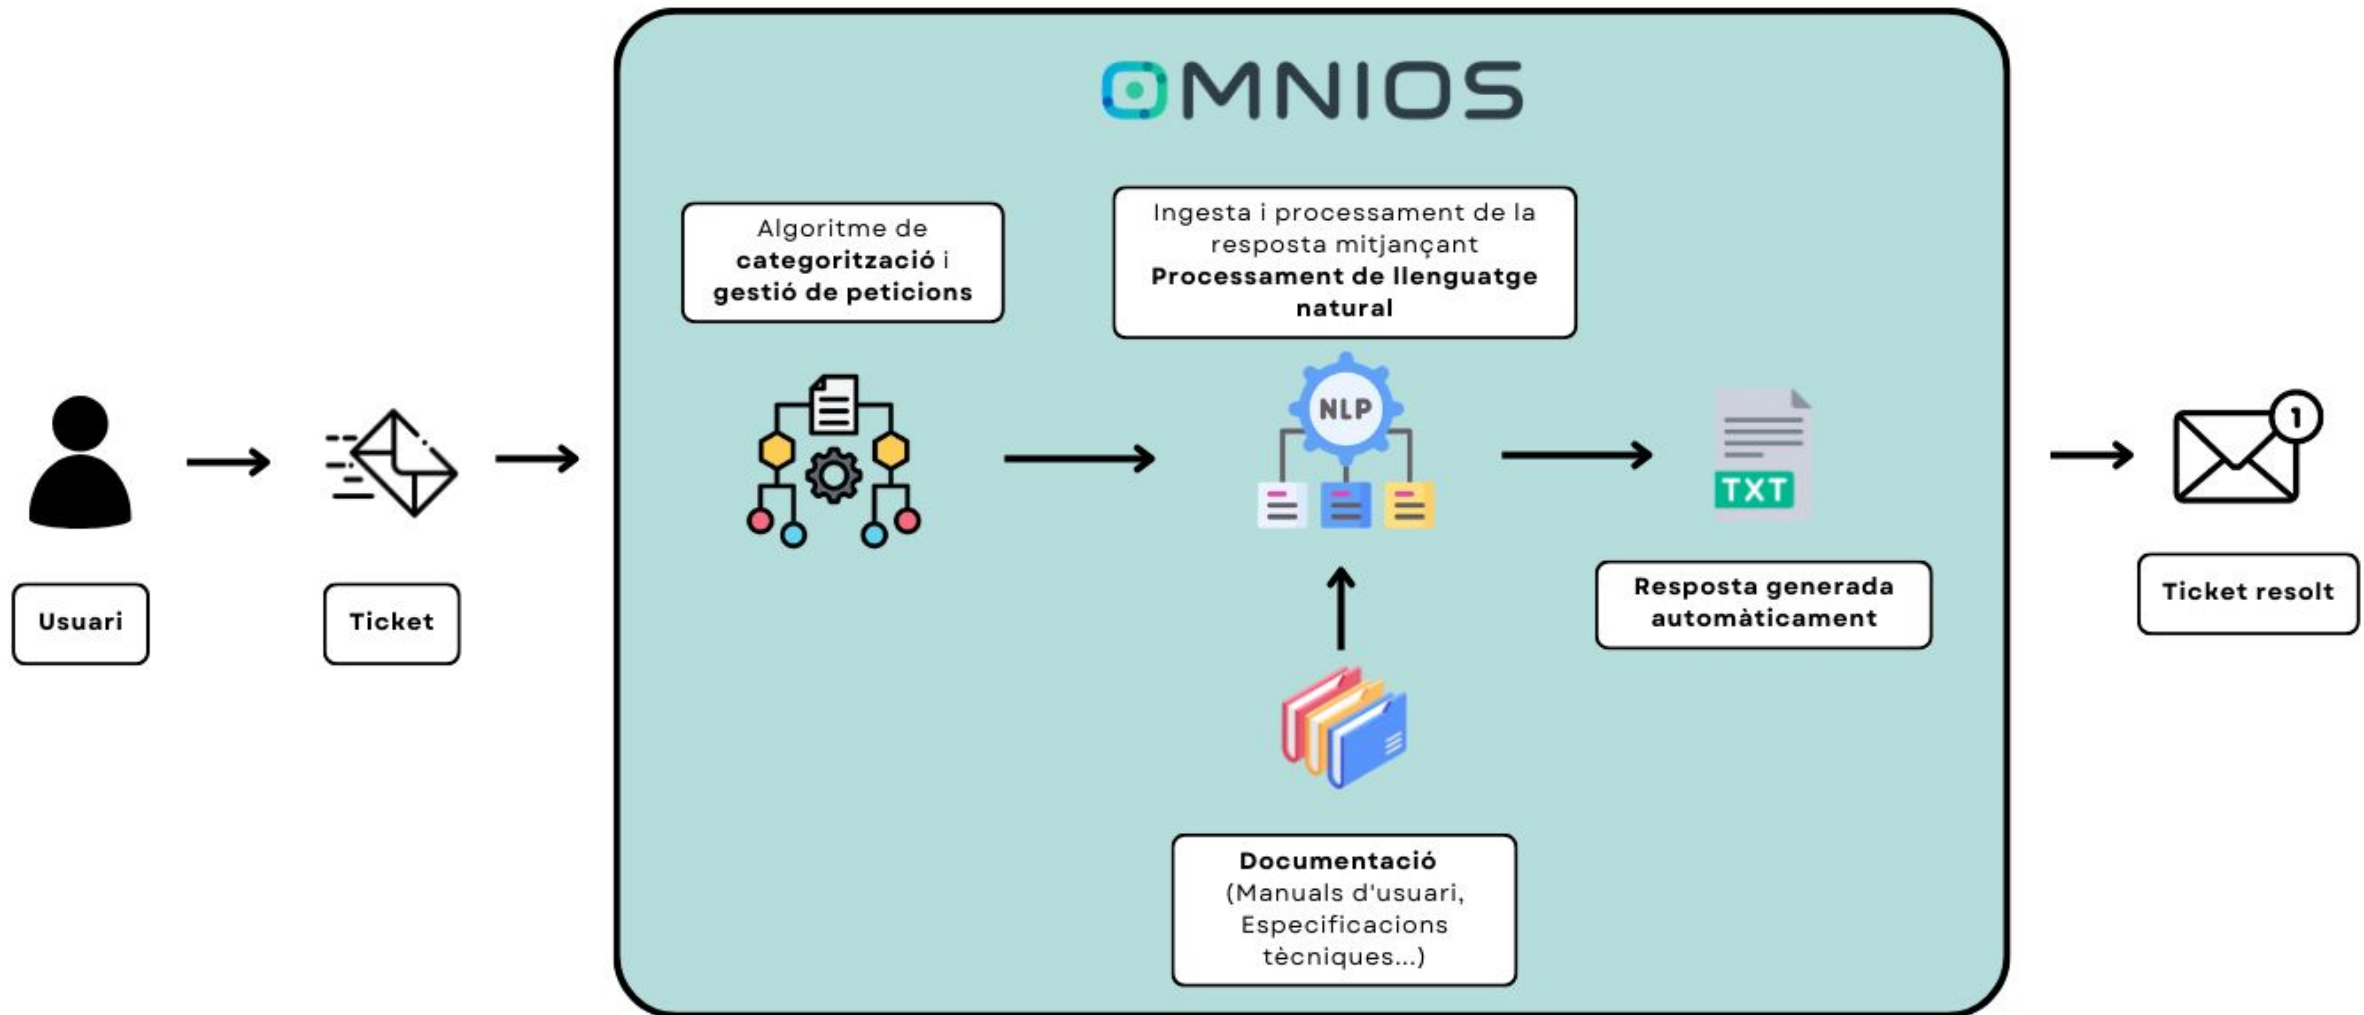 OMNIOS
Algoritme de
categorització i
gestió de peticions
Ingesta i processament de la
resposta mitjançant
Processament de llenguatge
natural
NLP
TXT
1
Usuari
Ticket
Resposta generada
automàticament
Ticket resolt
Documentació
(Manuals d'usuari,
Especificacions
tècniques...)